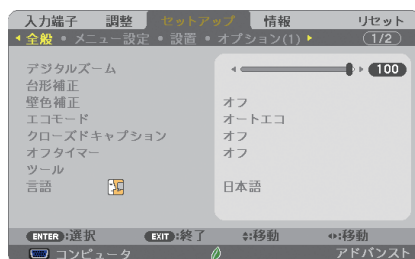 入力端子 調整 セットアップ 情報 リセット
全般 • メニュー設定 • 設置 • オプション(1) 1/2
デジタルズーム 100
台形補正
壁色補正 オフ
エコモード オートエコ
クローズドキャプション オフ
オフタイマー オフ
ツール
言語 日本語
ENTER:選択 EXIT:終了 :移動 :移動
コンピュータ アドバンスト